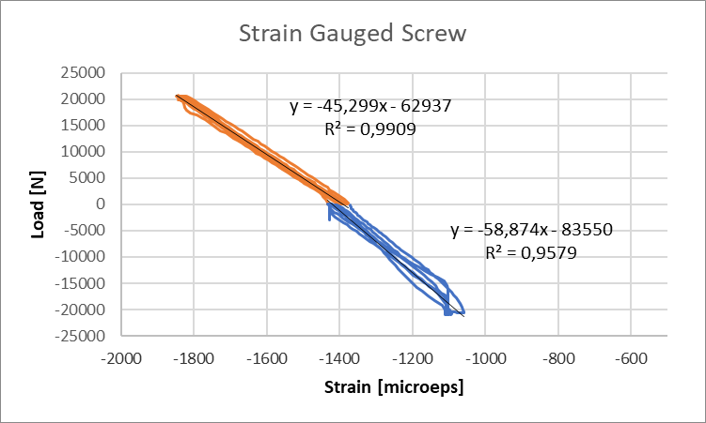 Strain Gauged Screw
25000
20000
15000
10000
5000
0
-5000
-10000
-15000
-20000
-25000
Load [N]
y = -45,299x - 62937
R² = 0,9909
y = -58,874x - 83550
R² = 0,9579
-2000 -1800 -1600 -1400 -1200 -1000 -800 -600
Strain [microeps]